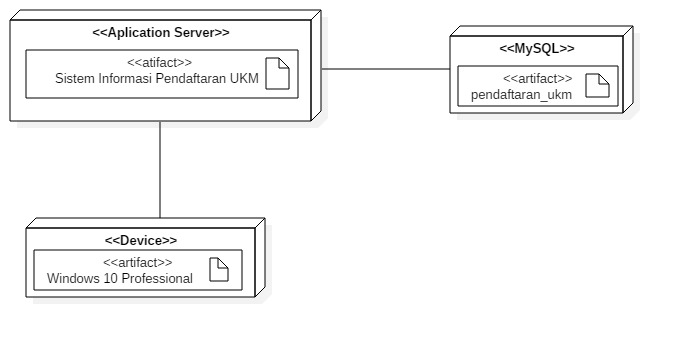 <<Aplication Server>>
<<atifact>>
Sistem Informasi Pendaftaran UKM
<<MySQL>>
<<artifact>>
pendaftaran_ukm
<<Device>>
<<artifact>>
Windows 10 Professional